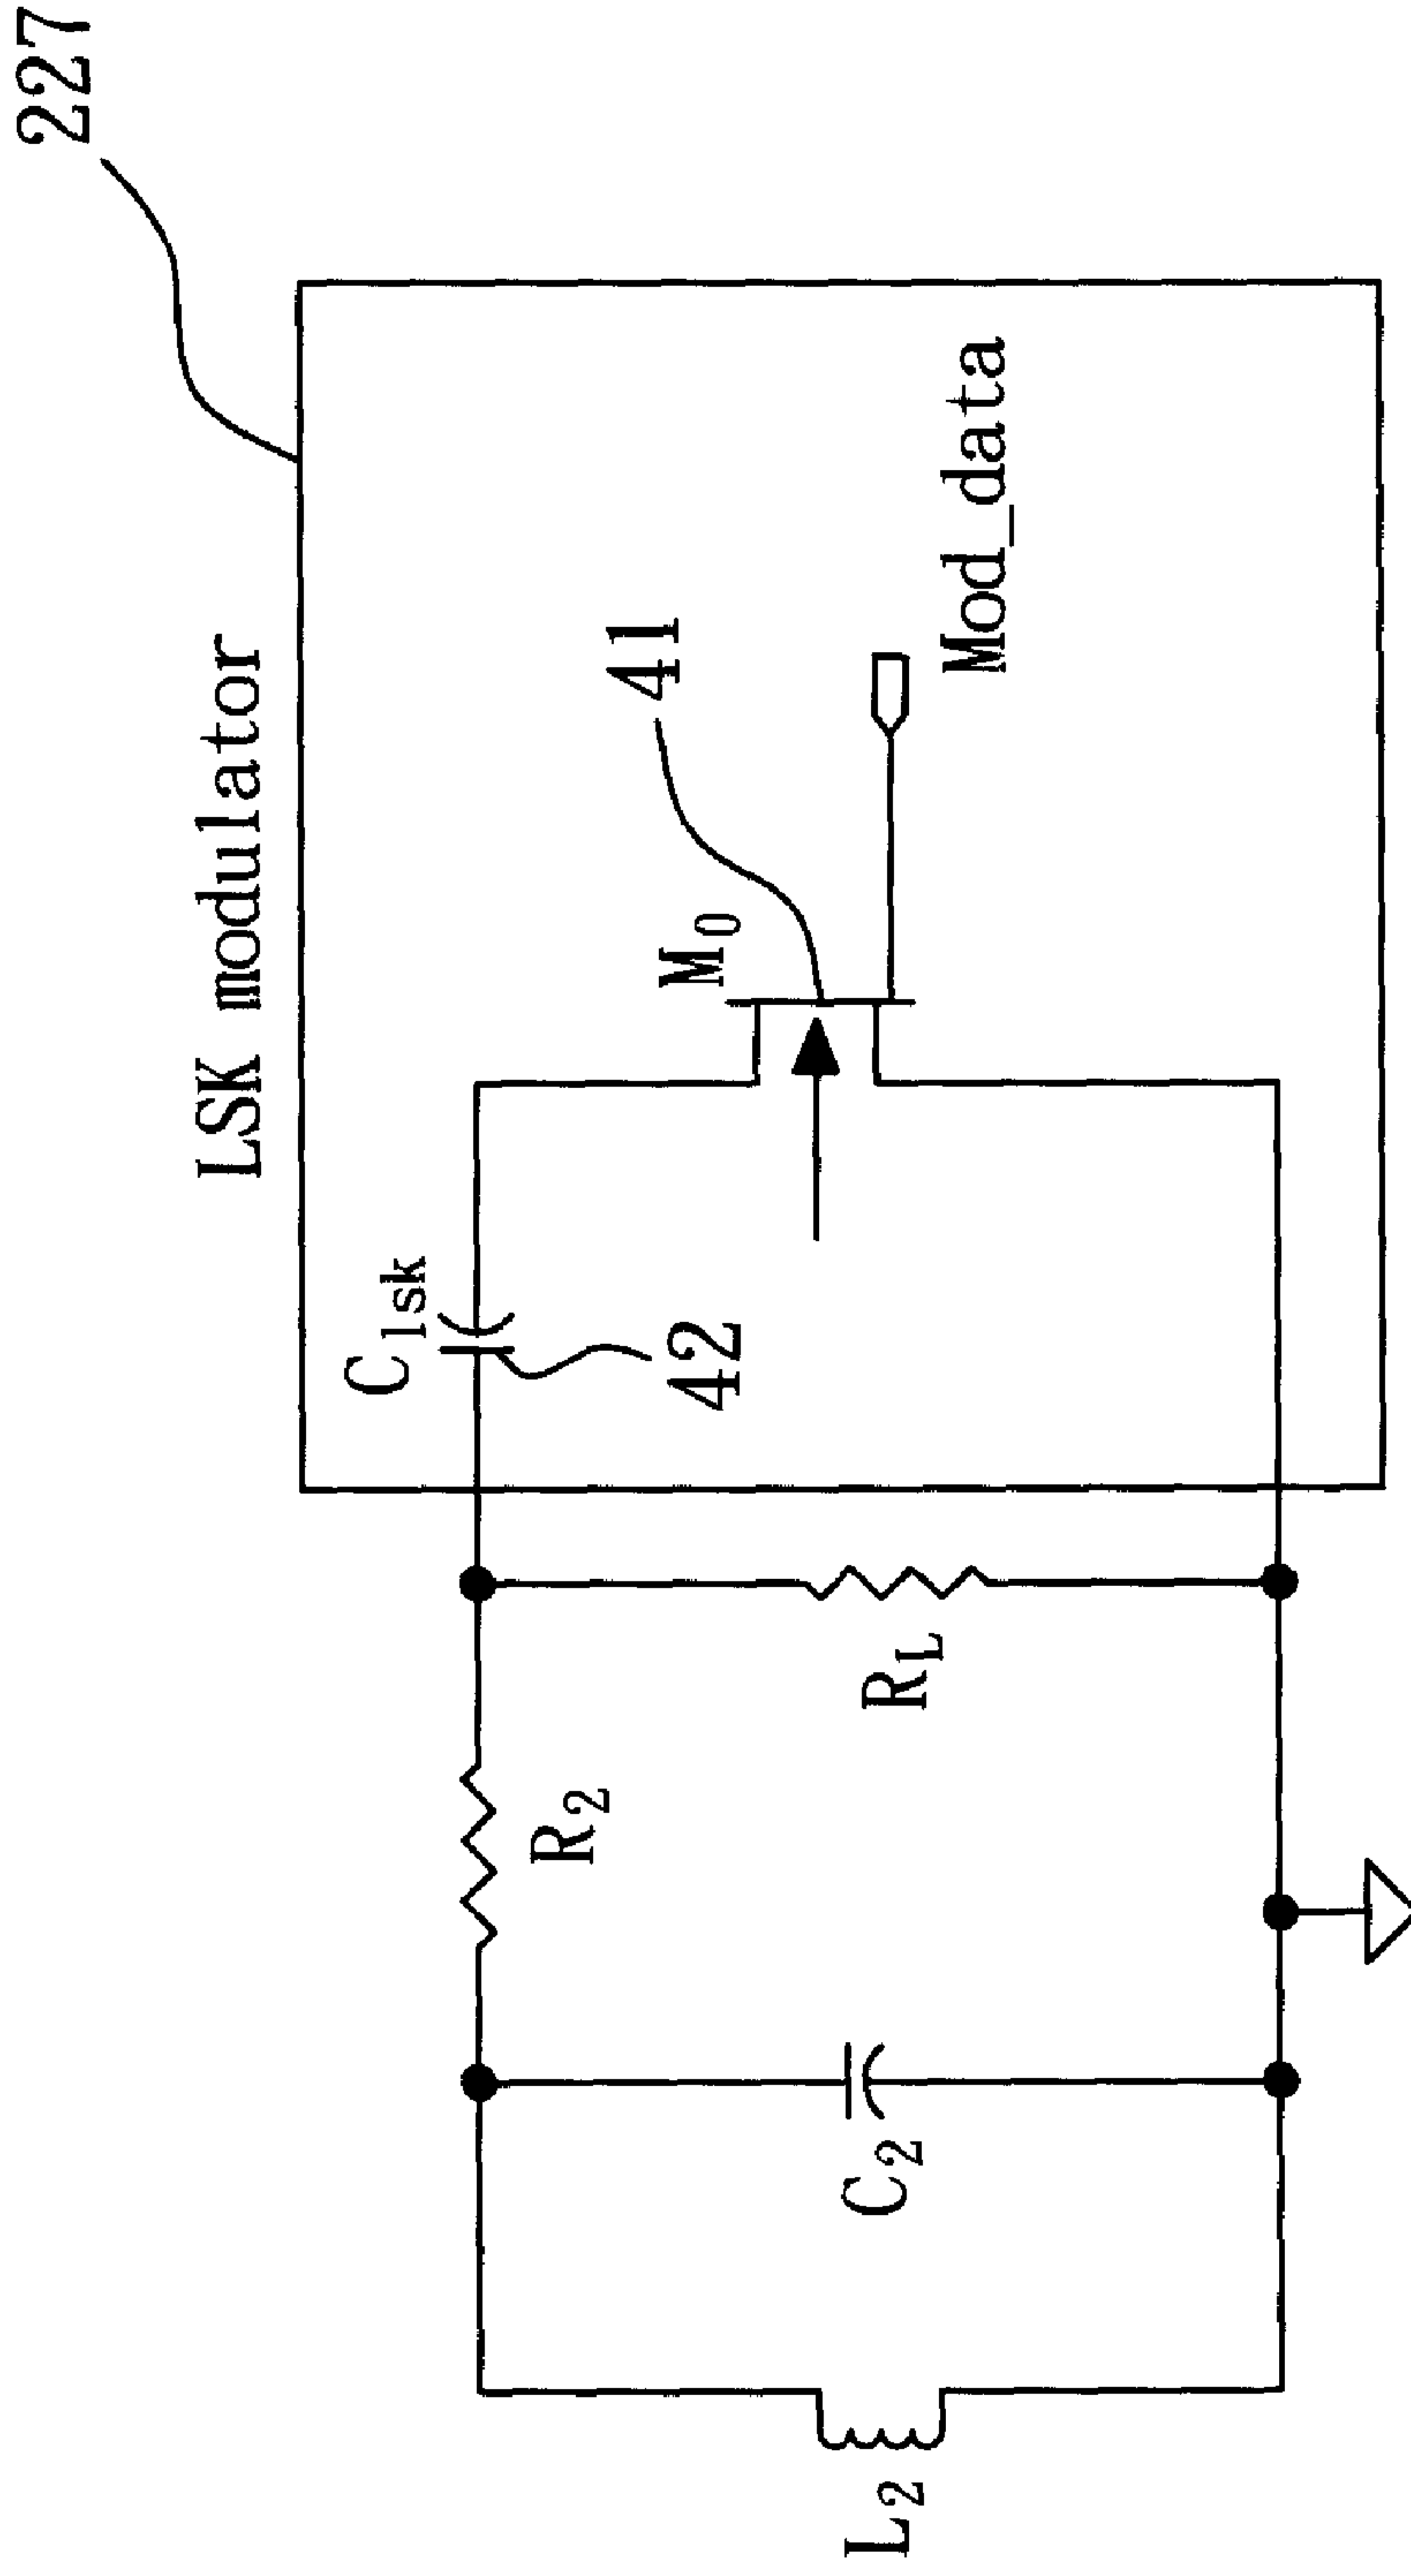 227
LSK modulator
C1sk
42
M0
41
Mod_data
R2
RL
C2
L2